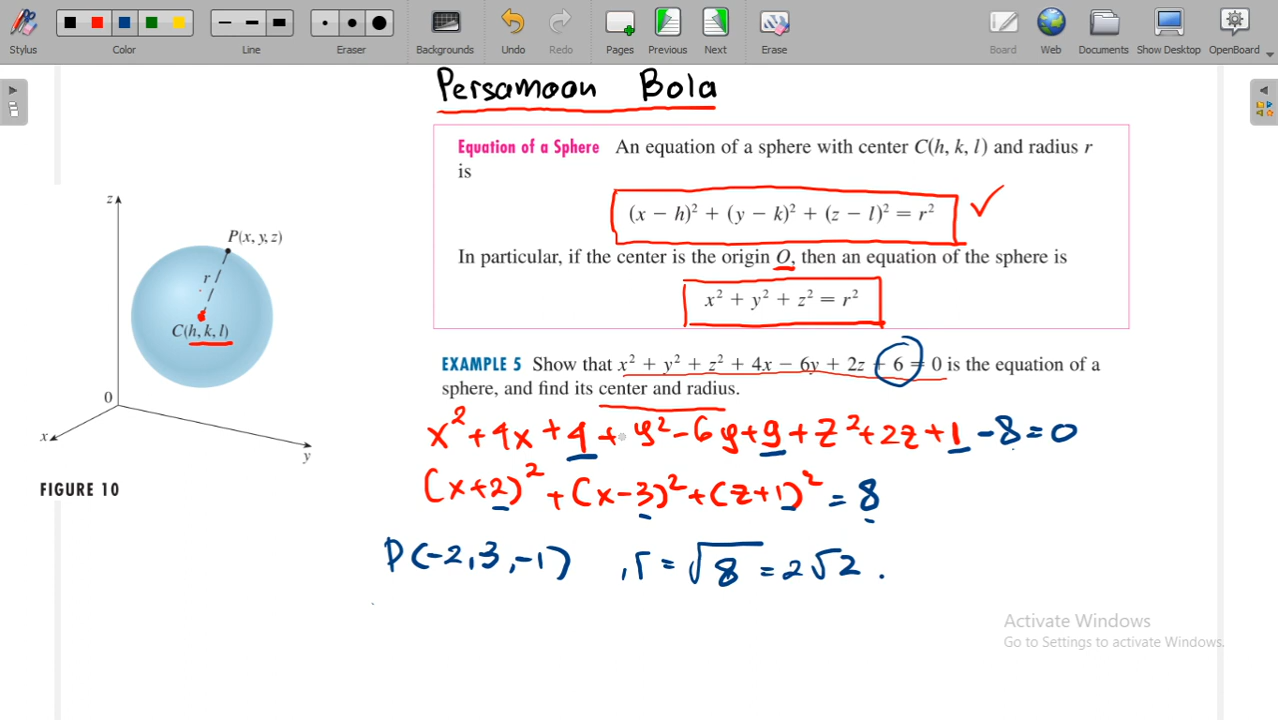 Stylus Color Line Eraser Backgrounds Undo Redo Pages Previous Next Erase Board Web Documents Show Desktop OpenBoard
Persamaan Bola
Equation of a Sphere An equation of a sphere with center C(h, k, l) and radius r
is
(x − h)² + (y − k)² + (z − l)² = r² ✓
In particular, if the center is the origin O, then an equation of the sphere is
x² + y² + z² = r²
z
P(x, y, z)
r
C(h, k, l)
0
x
y
FIGURE 10
EXAMPLE 5 Show that x² + y² + z² + 4x − 6y + 2z + 6 = 0 is the equation of a
sphere, and find its center and radius.
x² + 4x + 4 + y² − 6y + 9 + z² + 2z + 1 − 8 = 0
(x+2)² + (x−3)² + (z+1)² = 8
P(−2, 3, −1) , r = √8 = 2√2 .
Activate Windows
Go to Settings to activate Windows.